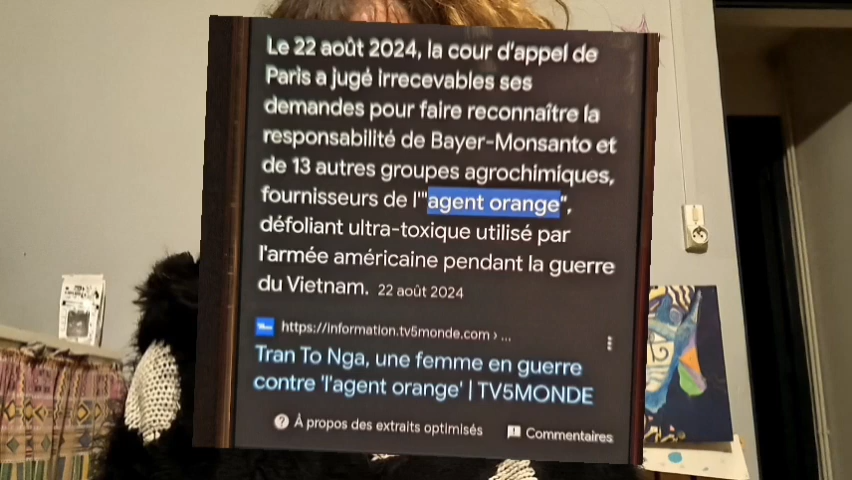 Le 22 août 2024, la cour d'appel de
Paris a jugé irrecevables ses
demandes pour faire reconnaître la
responsabilité de Bayer-Monsanto et
de 13 autres groupes agrochimiques,
fournisseurs de l'"agent orange",
défoliant ultra-toxique utilisé par
l'armée américaine pendant la guerre
du Vietnam. 22 août 2024
https://information.tv5monde.com › ...
Tran To Nga, une femme en guerre
contre 'l'agent orange' | TV5MONDE
À propos des extraits optimisés
Commentaires